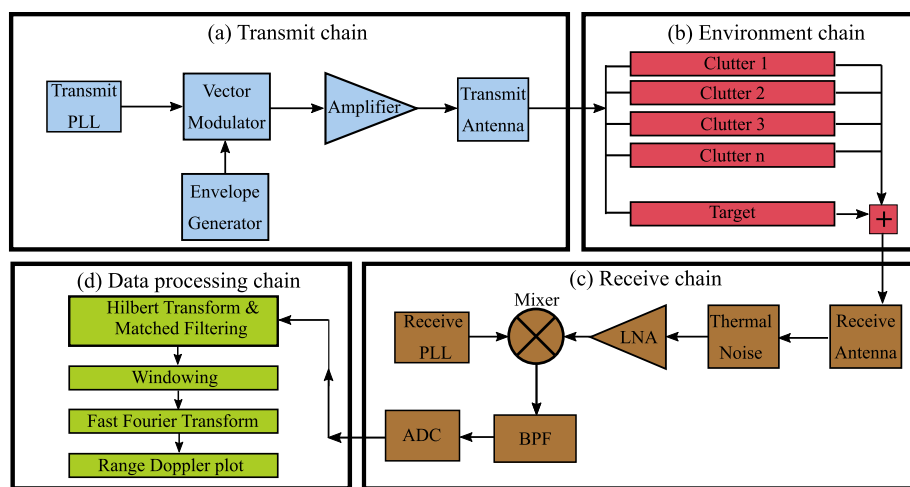 (a) Transmit chain
Transmit
PLL
Vector
Modulator
Amplifier
Transmit
Antenna
Envelope
Generator
(b) Environment chain
Clutter 1
Clutter 2
Clutter 3
Clutter n
Target
+
(c) Receive chain
Mixer
Receive
PLL
LNA
Thermal
Noise
Receive
Antenna
ADC
BPF
(d) Data processing chain
Hilbert Transform &
Matched Filtering
Windowing
Fast Fourier Transform
Range Doppler plot